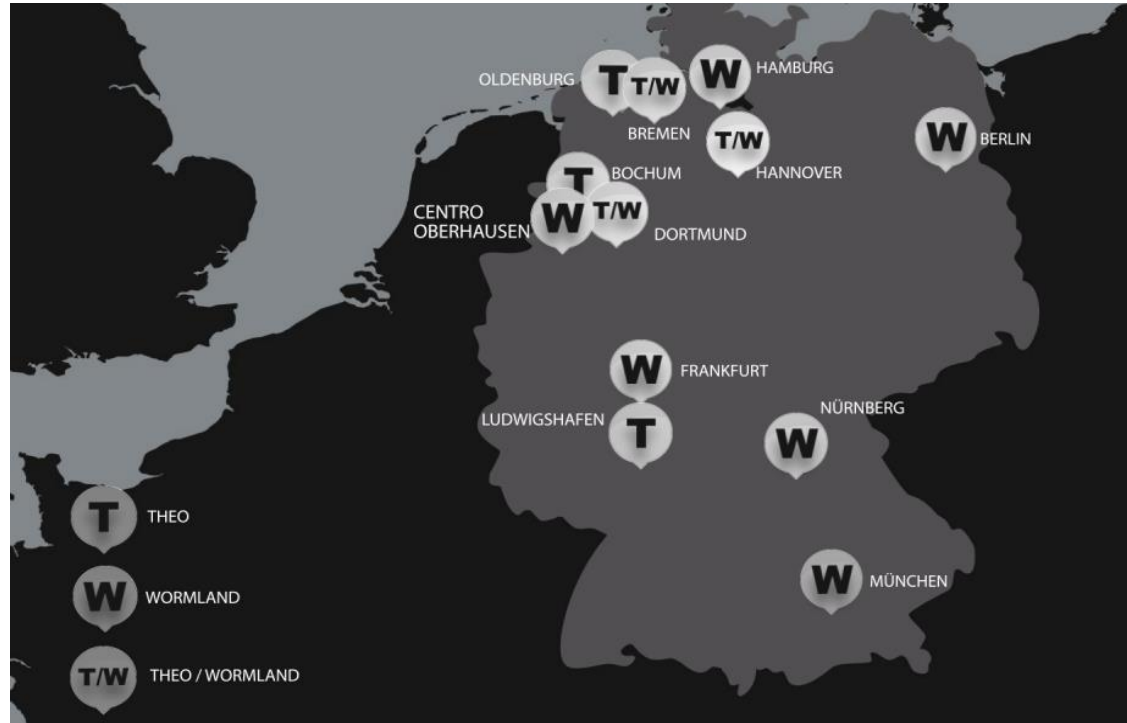 W
HAMBURG
OLDENBURG
T
T/W
BREMEN
T/W
HANNOVER
W
BERLIN
T
BOCHUM
CENTRO
OBERHAUSEN
W
T/W
DORTMUND
W
FRANKFURT
LUDWIGSHAFEN
T
NÜRNBERG
W
W
MÜNCHEN
T
THEO
W
WORMLAND
T/W
THEO / WORMLAND